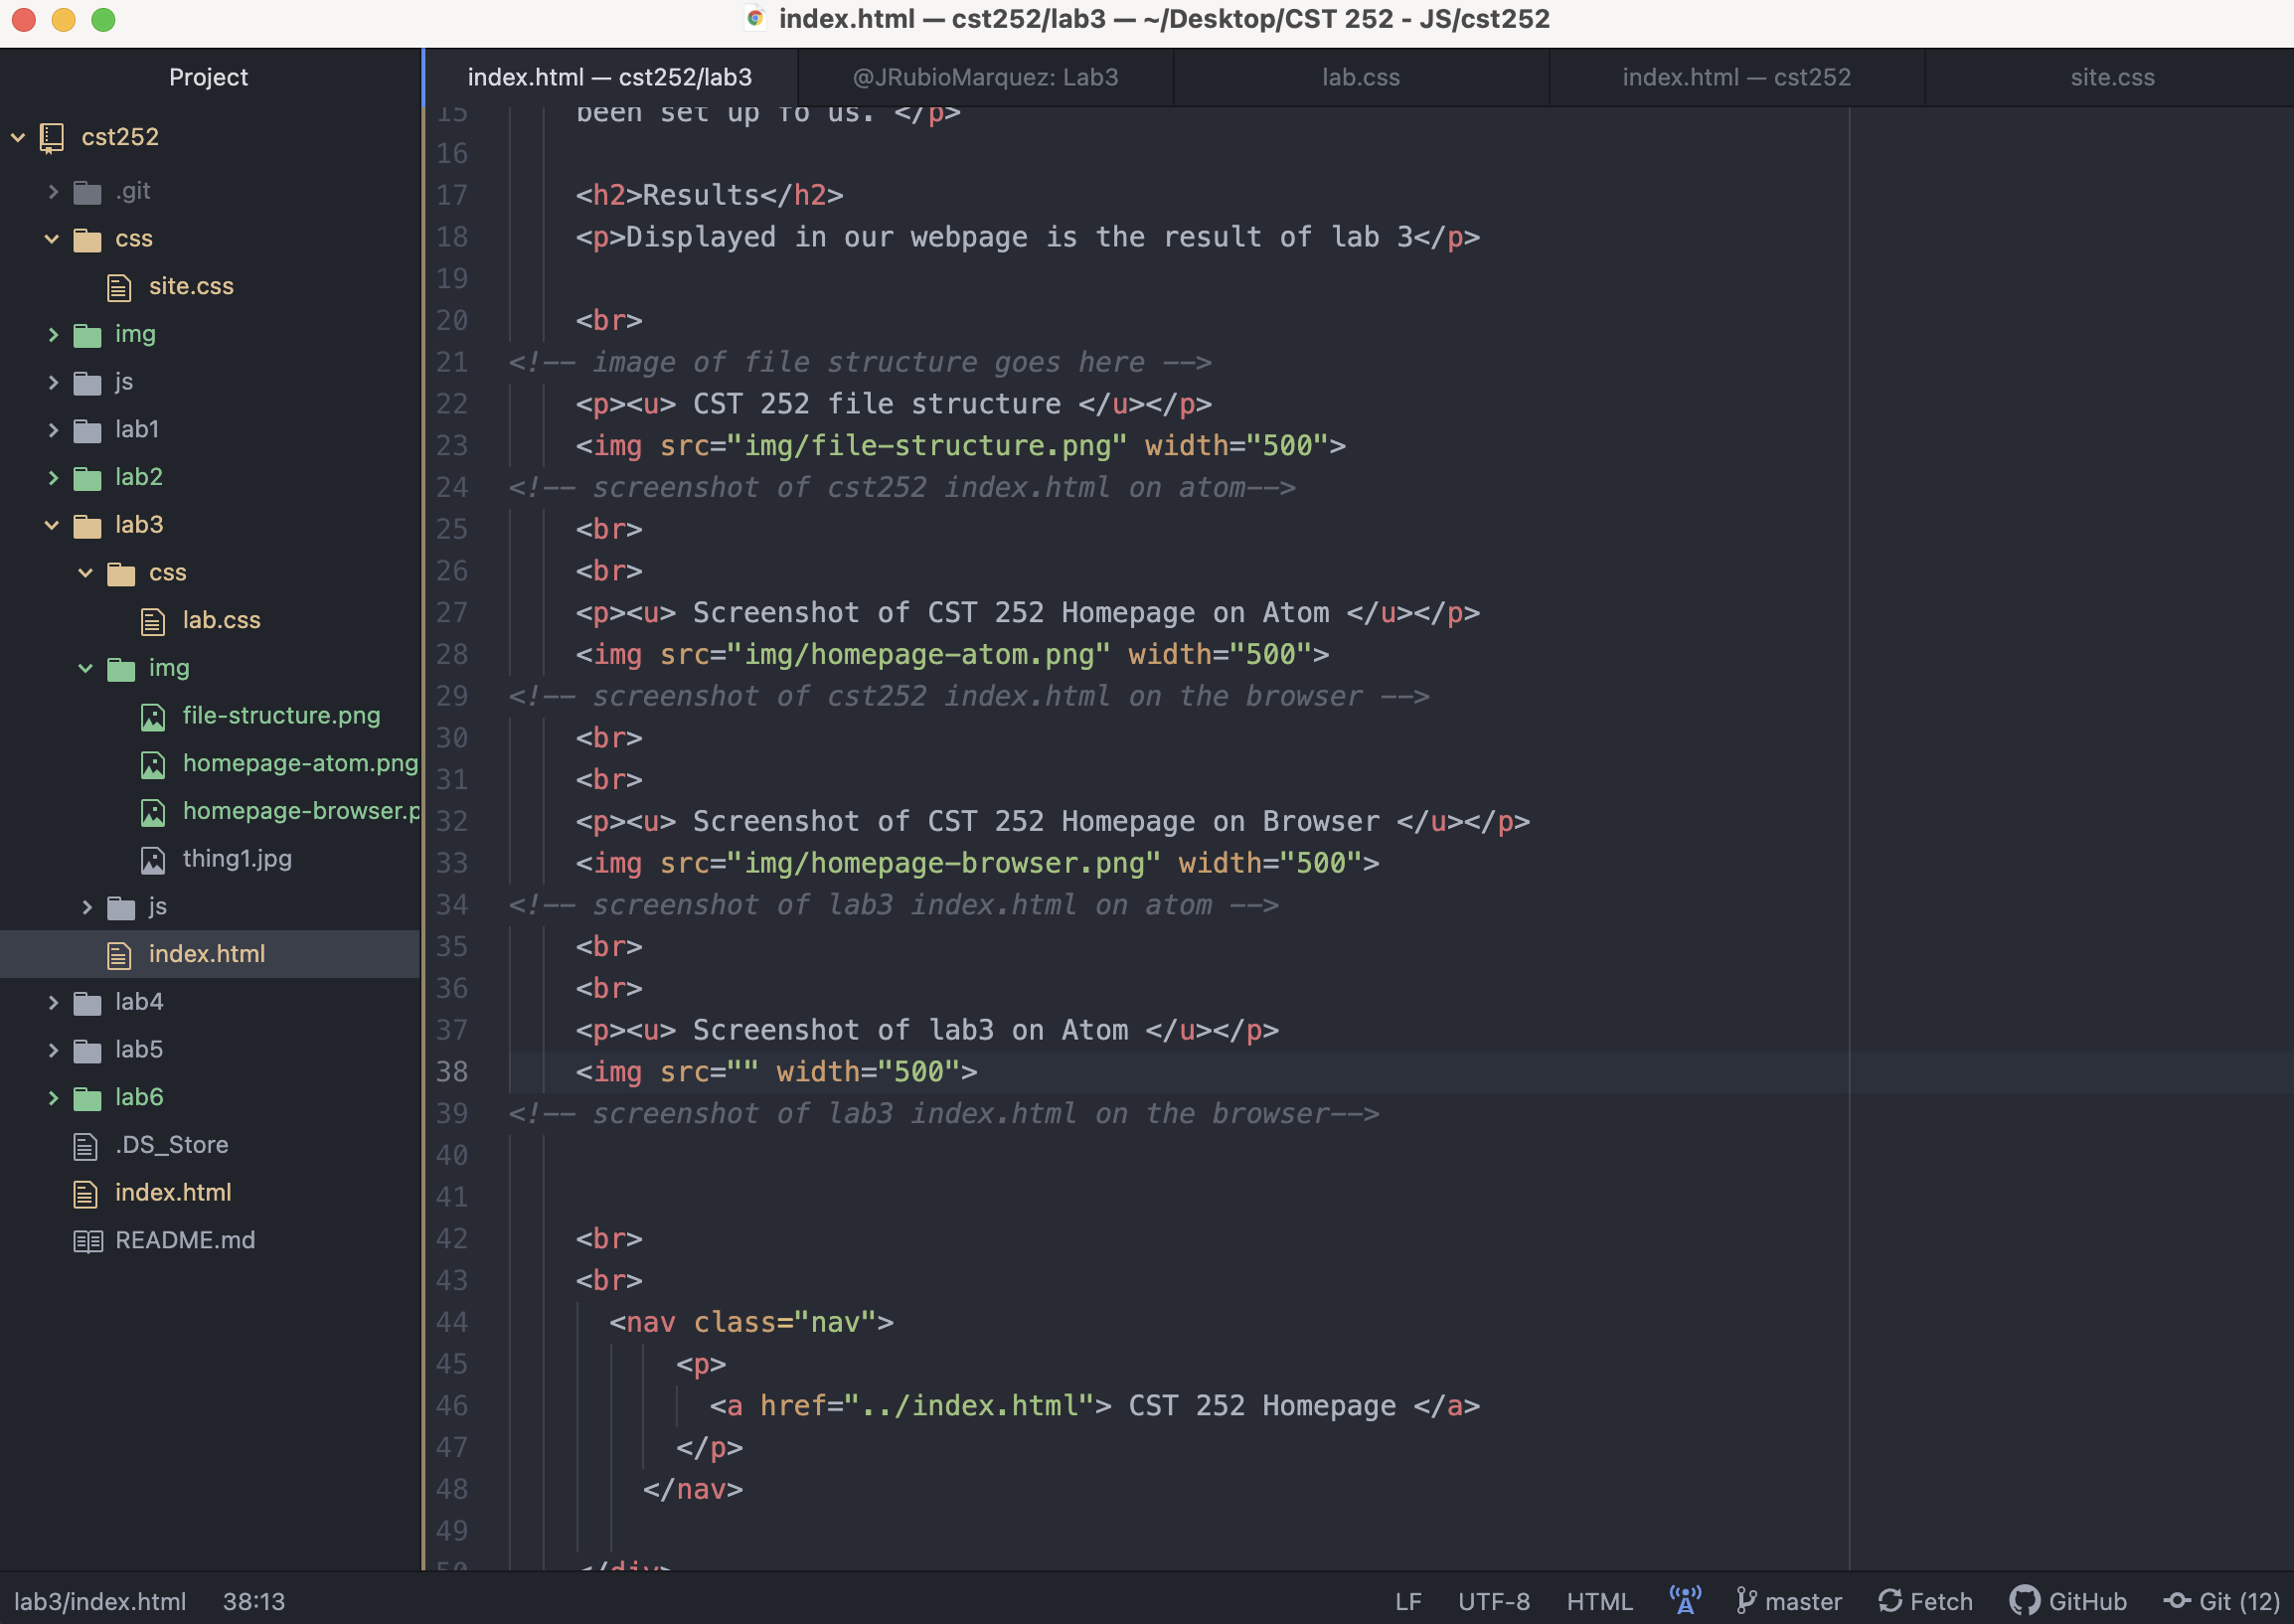 index.html — cst252/lab3 — ~/Desktop/CST 252 - JS/cst252
Project
cst252
.git
css
site.css
img
js
lab1
lab2
lab3
css
lab.css
img
file-structure.png
homepage-atom.png
homepage-browser.p
thing1.jpg
js
index.html
lab4
lab5
lab6
.DS_Store
index.html
README.md
index.html — cst252/lab3
@JRubioMarquez: Lab3
lab.css
index.html — cst252
site.css
15 been set up fo us. </p>
16
17 <h2>Results</h2>
18 <p>Displayed in our webpage is the result of lab 3</p>
19
20 <br>
21 <!-- image of file structure goes here -->
22 <p><u> CST 252 file structure </u></p>
23 <img src="img/file-structure.png" width="500">
24 <!-- screenshot of cst252 index.html on atom-->
25 <br>
26 <br>
27 <p><u> Screenshot of CST 252 Homepage on Atom </u></p>
28 <img src="img/homepage-atom.png" width="500">
29 <!-- screenshot of cst252 index.html on the browser -->
30 <br>
31 <br>
32 <p><u> Screenshot of CST 252 Homepage on Browser </u></p>
33 <img src="img/homepage-browser.png" width="500">
34 <!-- screenshot of lab3 index.html on atom -->
35 <br>
36 <br>
37 <p><u> Screenshot of lab3 on Atom </u></p>
38 <img src="" width="500">
39 <!-- screenshot of lab3 index.html on the browser-->
40
41
42 <br>
43 <br>
44 <nav class="nav">
45 <p>
46 <a href="../index.html"> CST 252 Homepage </a>
47 </p>
48 </nav>
49
50 </div>
lab3/index.html 38:13 LF UTF-8 HTML master Fetch GitHub Git (12)